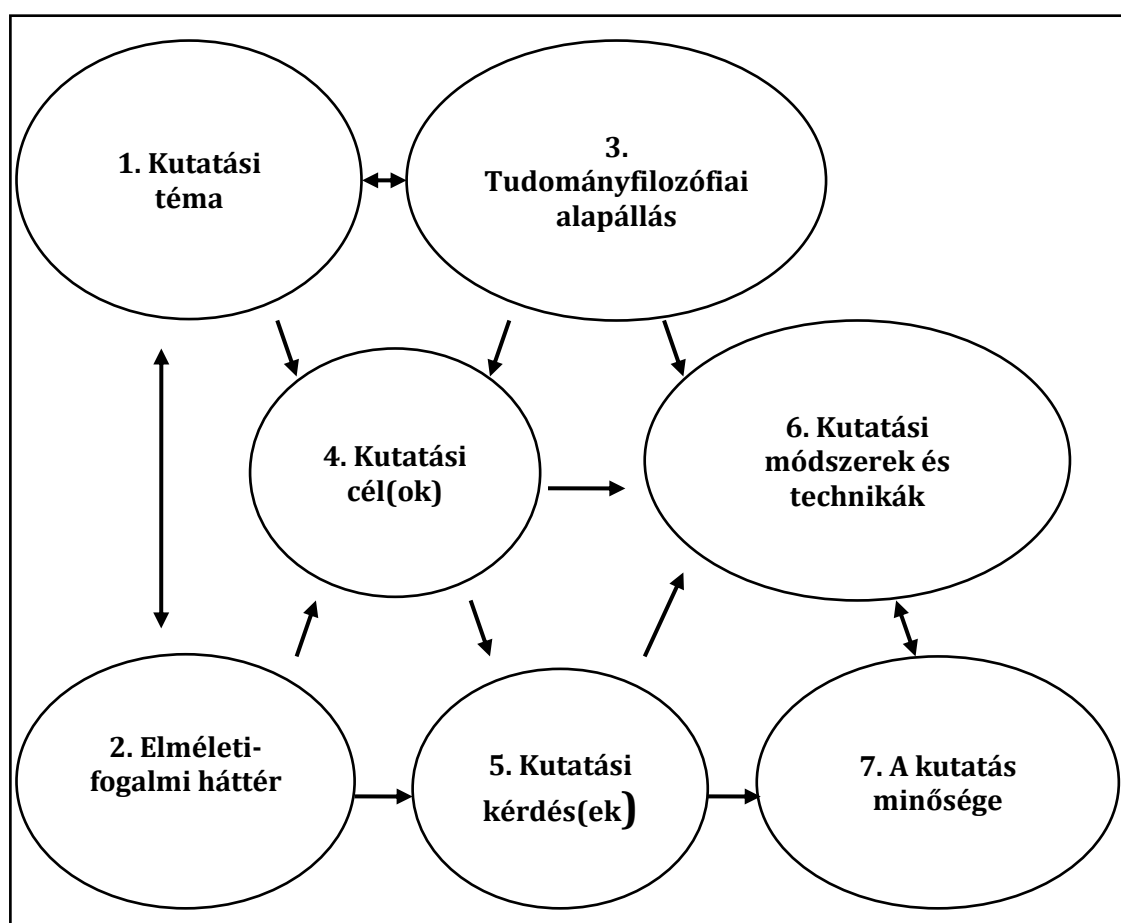 1. Kutatási
téma
3.
Tudományfilozófiai
alapállás
4. Kutatási
cél(ok)
6. Kutatási
módszerek és
technikák
2. Elméleti-
fogalmi háttér
5. Kutatási
kérdés(ek)
7. A kutatás
minősége